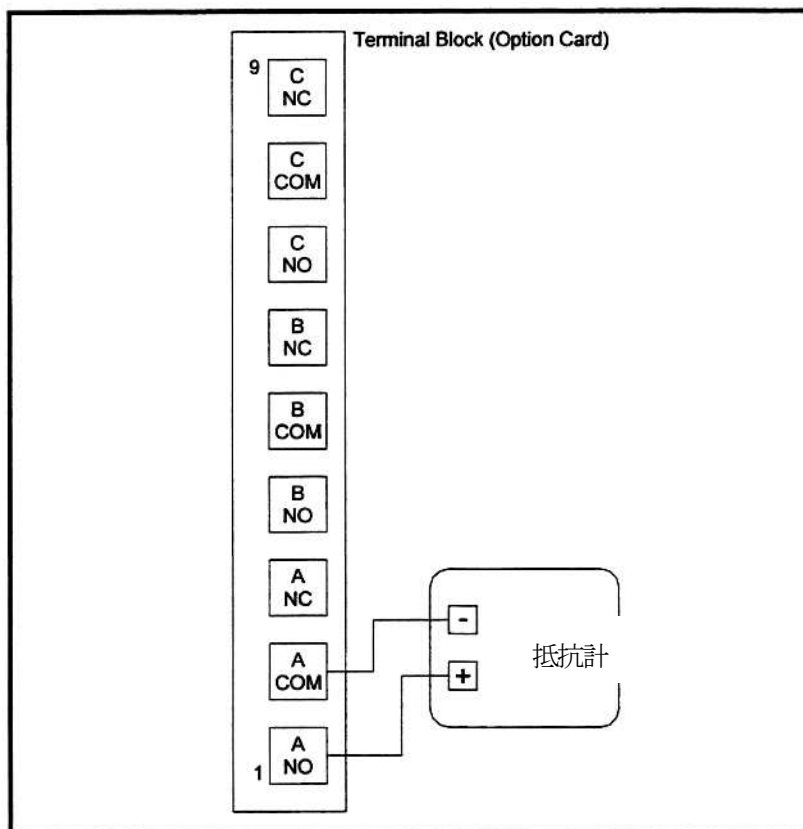 Terminal Block (Option Card)
9
C
NC
C
COM
C
NO
B
NC
B
COM
B
NO
A
NC
A
COM
A
NO
1
-
+
抵抗計